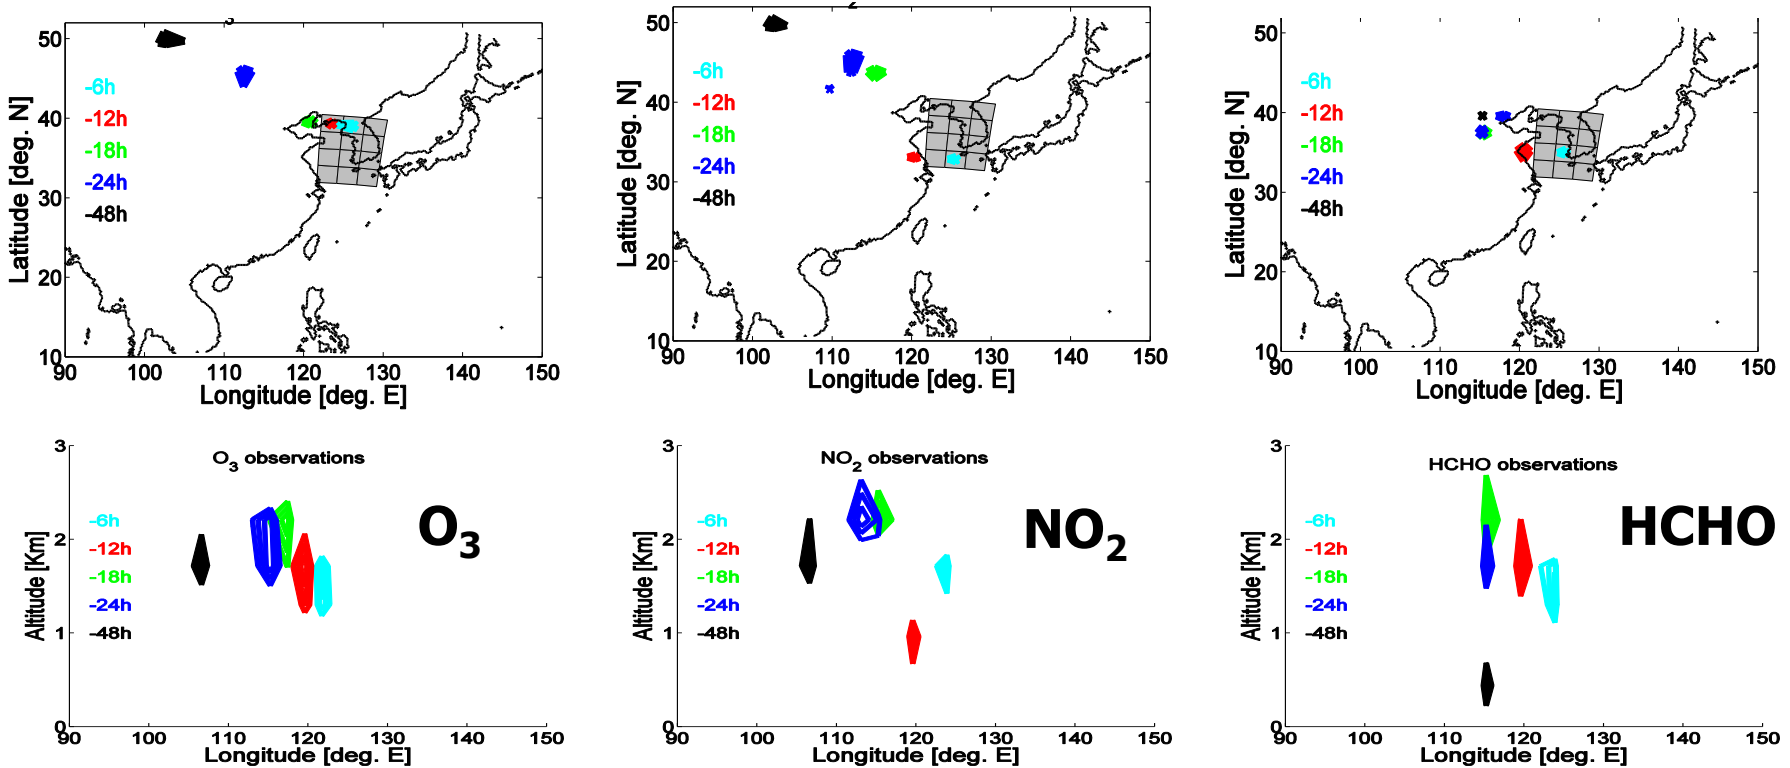 3
2
50
40
30
20
10
90
100
110
120
130
140
150
Latitude [deg. N]
Longitude [deg. E]
-6h
-12h
-18h
-24h
-48h
50
40
30
20
10
90
100
110
120
130
140
150
Latitude [deg. N]
Longitude [deg. E]
-6h
-12h
-18h
-24h
-48h
50
40
30
20
10
90
100
110
120
130
140
150
Latitude [deg. N]
Longitude [deg. E]
-6h
-12h
-18h
-24h
-48h
3
2
1
0
90
100
110
120
130
140
150
Altitude [Km]
Longitude [deg. E]
O3 observations
O3
-6h
-12h
-18h
-24h
-48h
3
2
1
0
90
100
110
120
130
140
150
Altitude [Km]
Longitude [deg. E]
NO2 observations
NO2
-6h
-12h
-18h
-24h
-48h
3
2
1
0
90
100
110
120
130
140
150
Altitude [Km]
Longitude [deg. E]
HCHO observations
HCHO
-6h
-12h
-18h
-24h
-48h